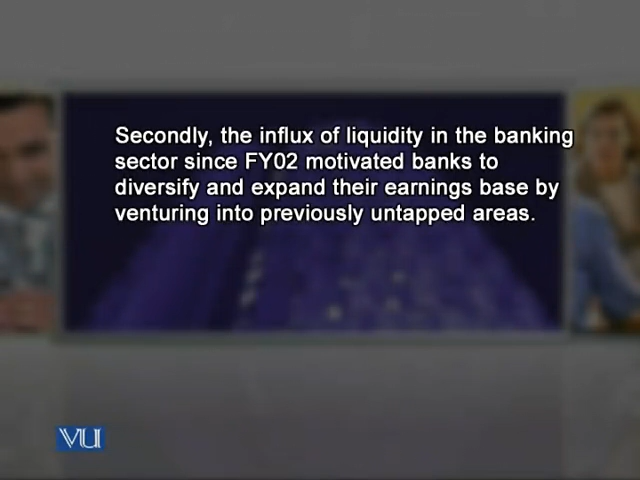 Secondly, the influx of liquidity in the banking
sector since FY02 motivated banks to
diversify and expand their earnings base by
venturing into previously untapped areas.
VU